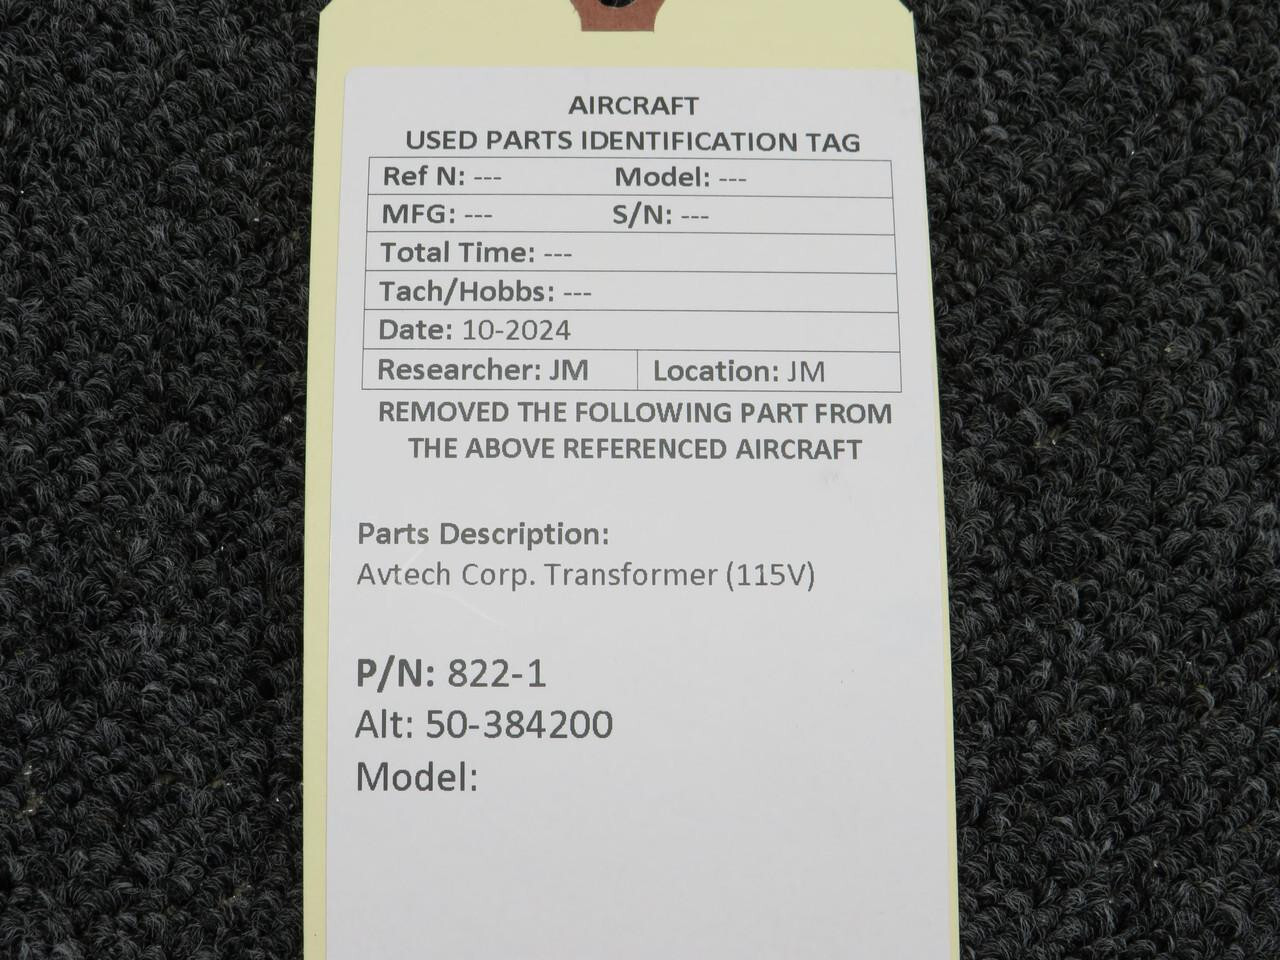 AIRCRAFT
USED PARTS IDENTIFICATION TAG
Ref N: --- Model: ---
MFG: --- S/N: ---
Total Time: ---
Tach/Hobbs: ---
Date: 10-2024
Researcher: JM Location: JM
REMOVED THE FOLLOWING PART FROM
THE ABOVE REFERENCED AIRCRAFT
Parts Description:
Avtech Corp. Transformer (115V)
P/N: 822-1
Alt: 50-384200
Model: